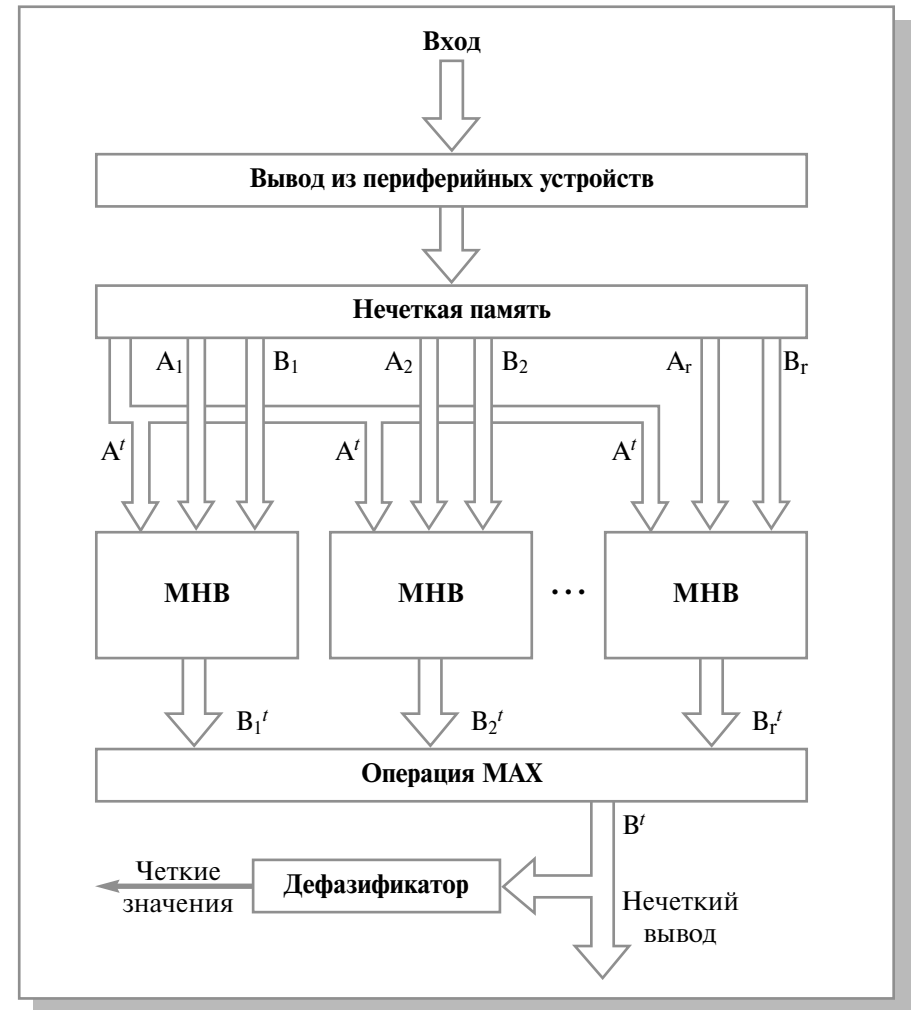 Вход
Вывод из периферийных устройств
Нечеткая память
A₁ B₁ A₂ B₂ Aᵣ Bᵣ
Aᵗ Aᵗ Aᵗ
МНВ МНВ ... МНВ
B₁ᵗ B₂ᵗ Bᵣᵗ
Операция MAX
Bᵗ
Четкие
значения
Дефазификатор
Нечеткий
вывод